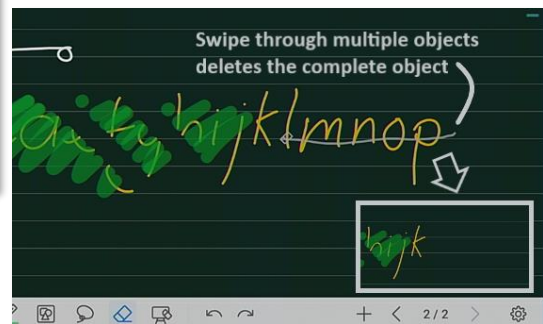 Swipe through multiple objects
deletes the complete object
hijklmnop
hijk
2/2